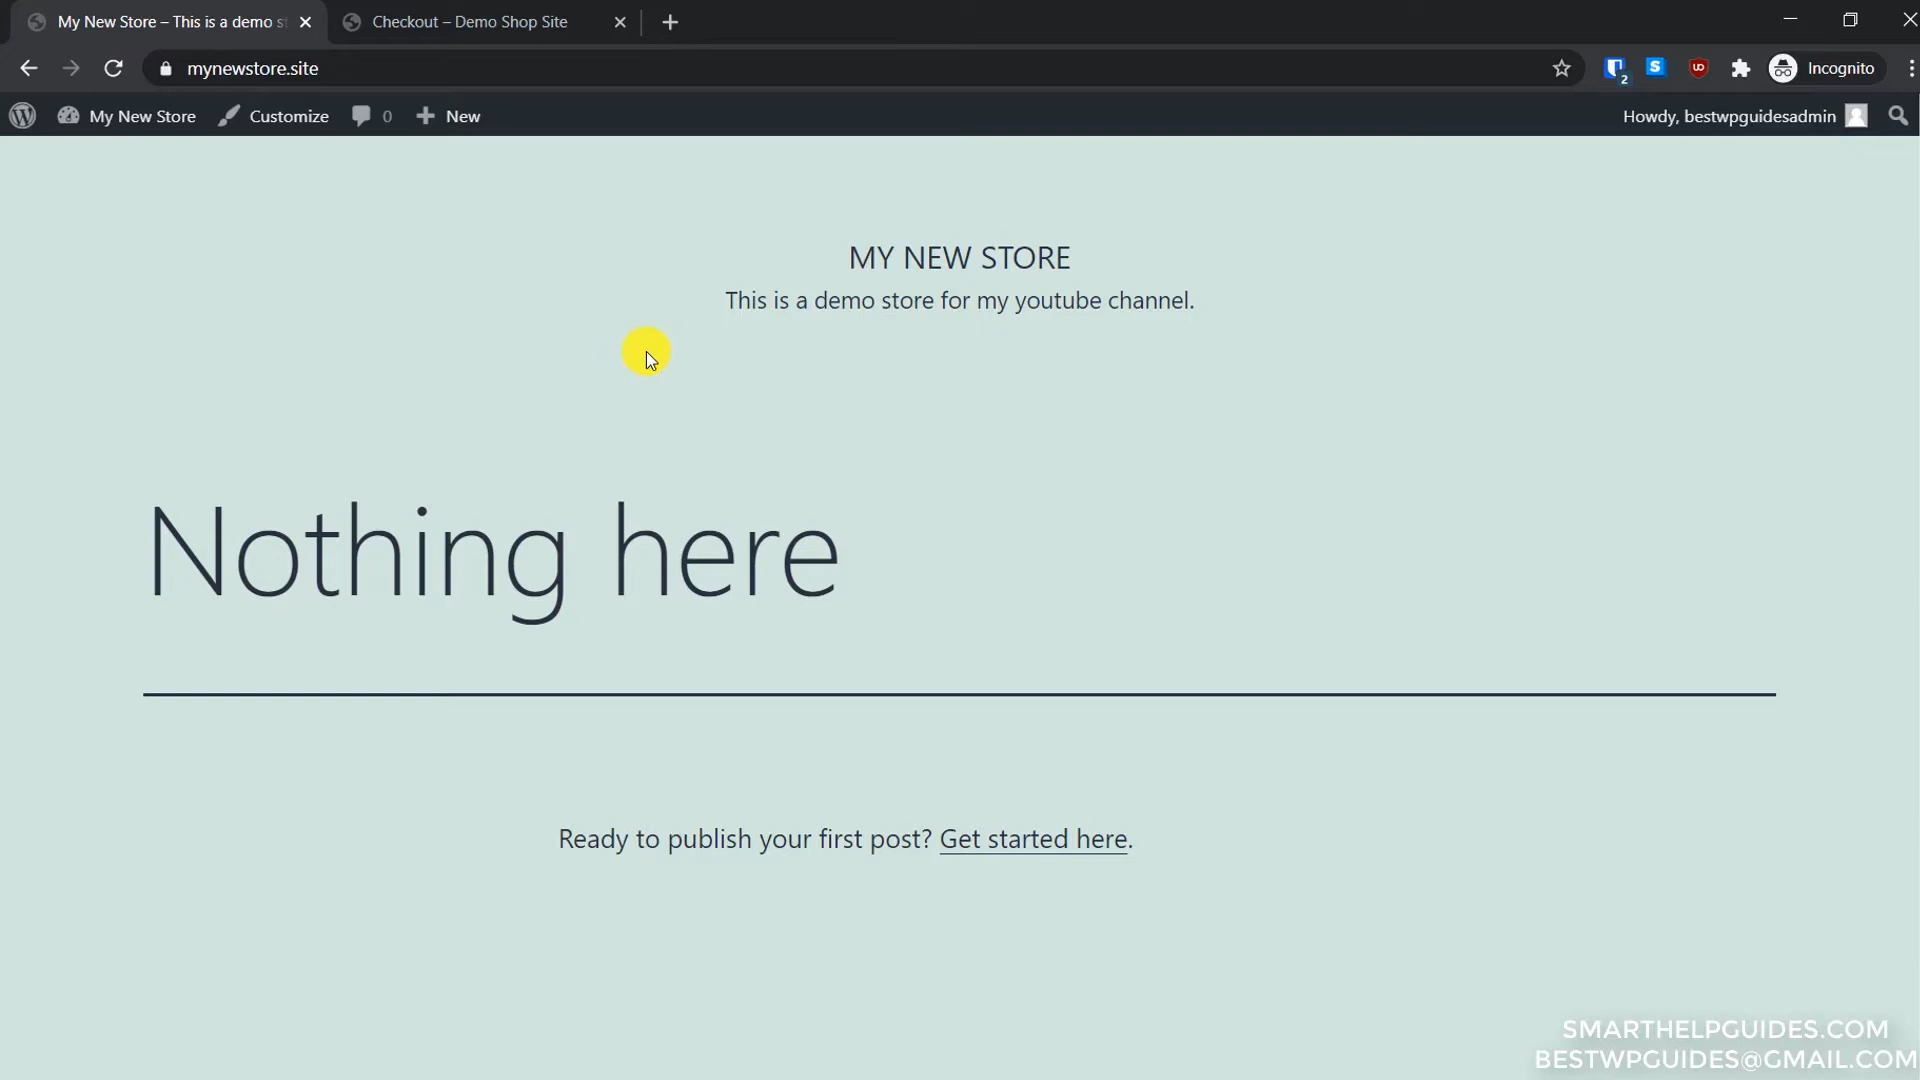 My New Store – This is a demo s
Checkout – Demo Shop Site
mynewstore.site
2
S
Incognito
My New Store
Customize
0
New
Howdy, bestwpguidesadmin
MY NEW STORE
This is a demo store for my youtube channel.
Nothing here
Ready to publish your first post? Get started here.
SMARTHELPGUIDES.COM
BESTWPGUIDES@GMAIL.COM